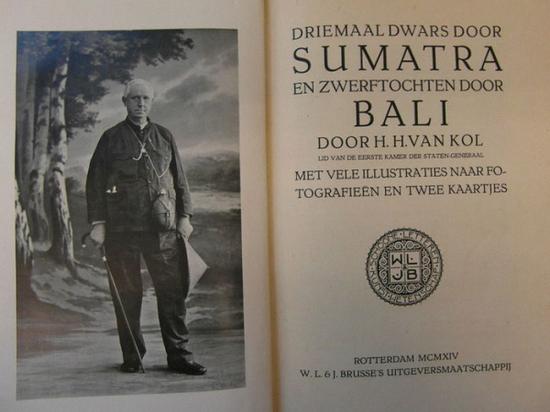 DRIEMAAL DWARS DOOR
SUMATRA
EN ZWERFTOCHTEN DOOR
BALI
DOOR H. H. VAN KOL
LID VAN DE EERSTE KAMER DER STATEN-GENERAAL
MET VELE ILLUSTRATIES NAAR FO-
TOGRAFIEËN EN TWEE KAARTJES
W L
J B
ROTTERDAM MCMXIV
W. L. & J. BRUSSE'S UITGEVERSMAATSCHAPPIJ